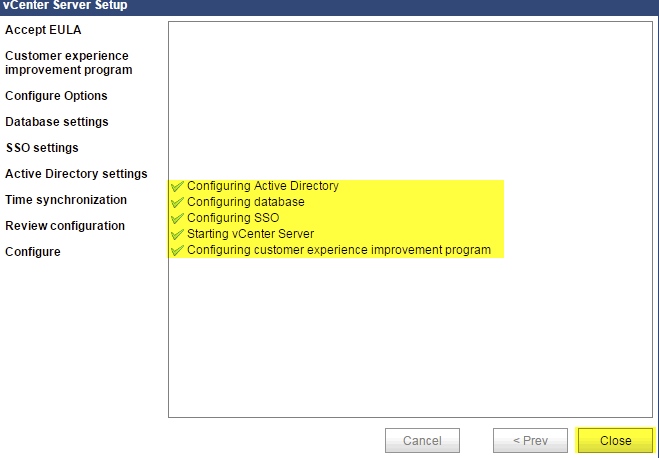 vCenter Server Setup
Accept EULA
Customer experience
improvement program
Configure Options
Database settings
SSO settings
Active Directory settings
Time synchronization
Review configuration
Configure
Configuring Active Directory
Configuring database
Configuring SSO
Starting vCenter Server
Configuring customer experience improvement program
Cancel
< Prev
Close